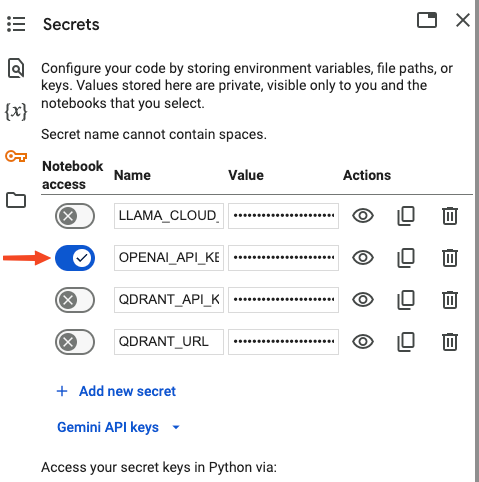 Secrets
Configure your code by storing environment variables, file paths, or
keys. Values stored here are private, visible only to you and the
notebooks that you select.
Secret name cannot contain spaces.
Notebook access Name Value Actions
LLAMA_CLOUD_
OPENAI_API_KE
QDRANT_API_K
QDRANT_URL
+ Add new secret
Gemini API keys
Access your secret keys in Python via: